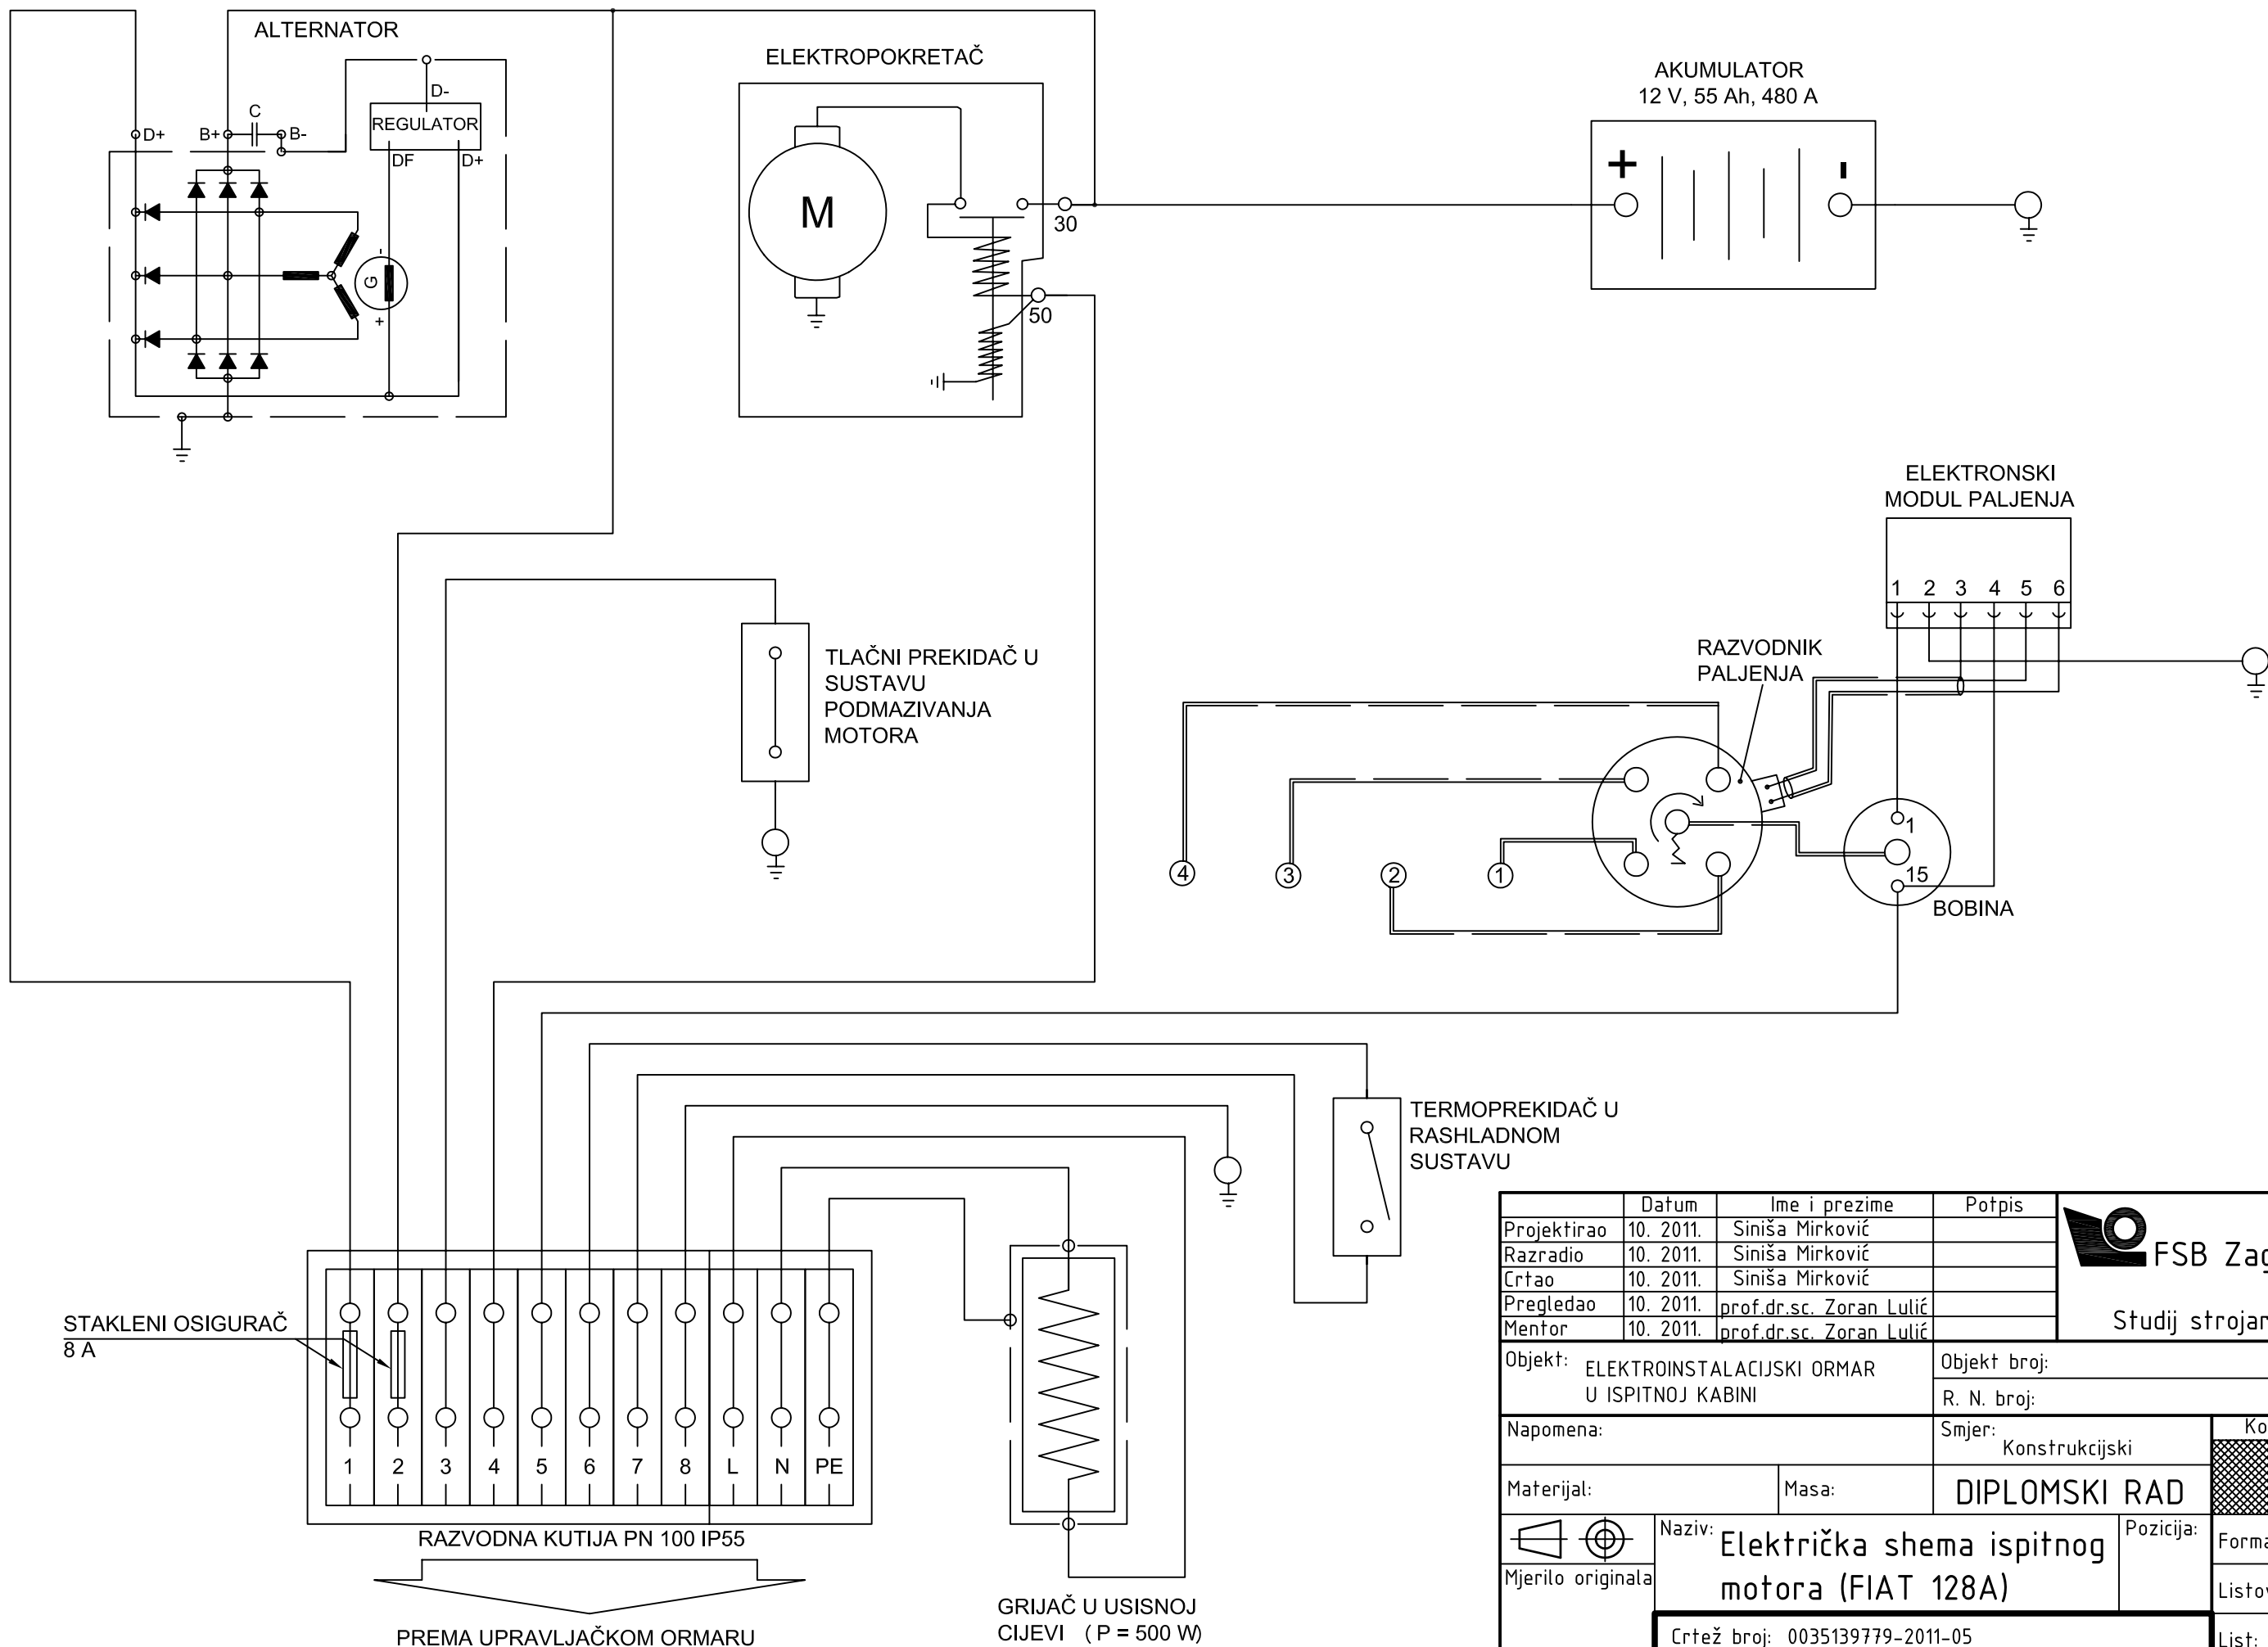 ALTERNATOR
D-
C
D+
B+
B-
REGULATOR
DF
D+
G
-
+
ELEKTROPOKRETAČ
M
30
50
AKUMULATOR
12 V, 55 Ah, 480 A
+
-
ELEKTRONSKI
MODUL PALJENJA
1 2 3 4 5 6
RAZVODNIK
PALJENJA
TLAČNI PREKIDAČ U
SUSTAVU
PODMAZIVANJA
MOTORA
4
3
2
1
1
15
BOBINA
TERMOPREKIDAČ U
RASHLADNOM
SUSTAVU
STAKLENI OSIGURAČ
8 A
1 2 3 4 5 6 7 8 L N PE
RAZVODNA KUTIJA PN 100 IP55
PREMA UPRAVLJAČKOM ORMARU
GRIJAČ U USISNOJ
CIJEVI ( P = 500 W)
Datum Ime i prezime Potpis
Projektirao 10. 2011. Siniša Mirković
Razradio 10. 2011. Siniša Mirković
Crtao 10. 2011. Siniša Mirković
Pregledao 10. 2011. prof.dr.sc. Zoran Lulić
Mentor 10. 2011. prof.dr.sc. Zoran Lulić
FSB
Studij
Objekt: ELEKTROINSTALACIJSKI ORMAR
U ISPITNOJ KABINI
Objekt broj:
R. N. broj:
Napomena:
Smjer:
Konstrukcijski
Materijal:
Masa:
DIPLOMSKI RAD
Naziv: Električka shema ispitnog
motora (FIAT 128A)
Pozicija:
Mjerilo originala
Crtež broj: 0035139779-2011-05
List: